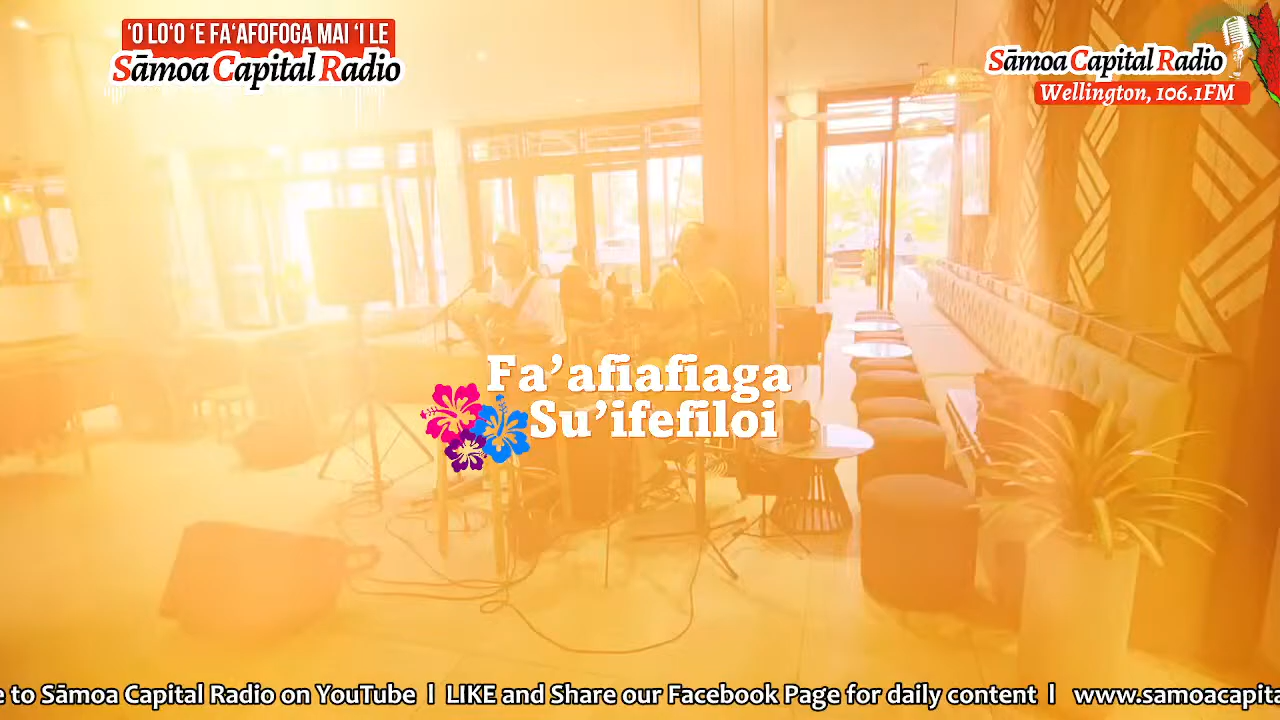 ‘O LO‘O ‘E FA‘AFOFOGA MAI ‘I LE
Sāmoa Capital Radio
Sāmoa Capital Radio
Wellington, 106.1FM
Fa’afiafiaga
Su’ifefiloi
e to Sāmoa Capital Radio on YouTube l LIKE and Share our Facebook Page for daily content l www.samoacapita